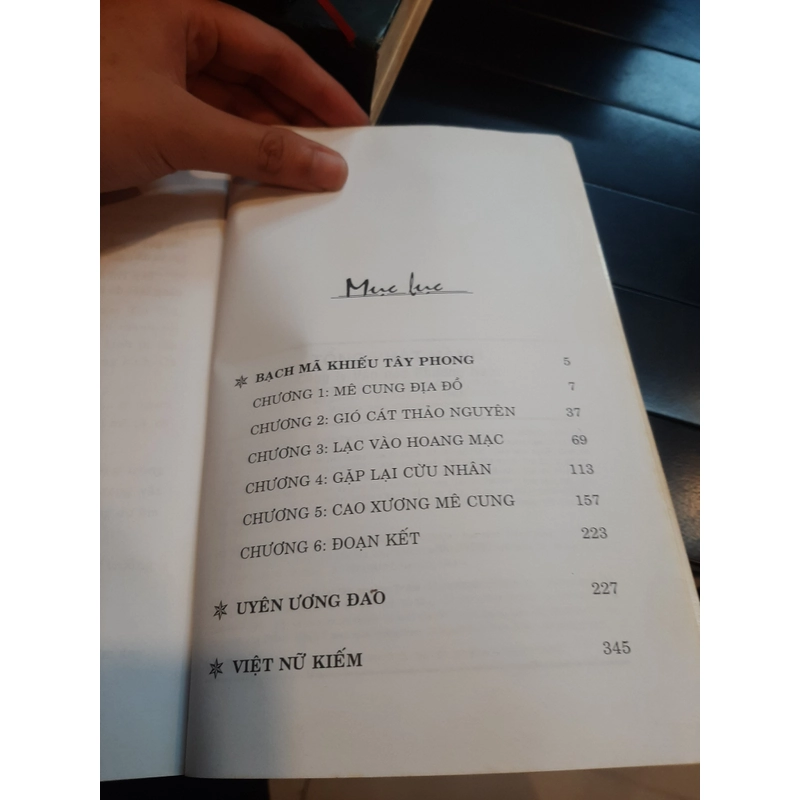 Mục lục
BẠCH MÃ KHIẾU TÂY PHONG 5
CHƯƠNG 1: MÊ CUNG ĐỊA ĐỒ 7
CHƯƠNG 2: GIÓ CÁT THẢO NGUYÊN 37
CHƯƠNG 3: LẠC VÀO HOANG MẠC 69
CHƯƠNG 4: GẶP LẠI CỪU NHÂN 113
CHƯƠNG 5: CAO XƯƠNG MÊ CUNG 157
CHƯƠNG 6: ĐOẠN KẾT 223
UYÊN ƯƠNG ĐAO 227
VIỆT NỮ KIẾM 345